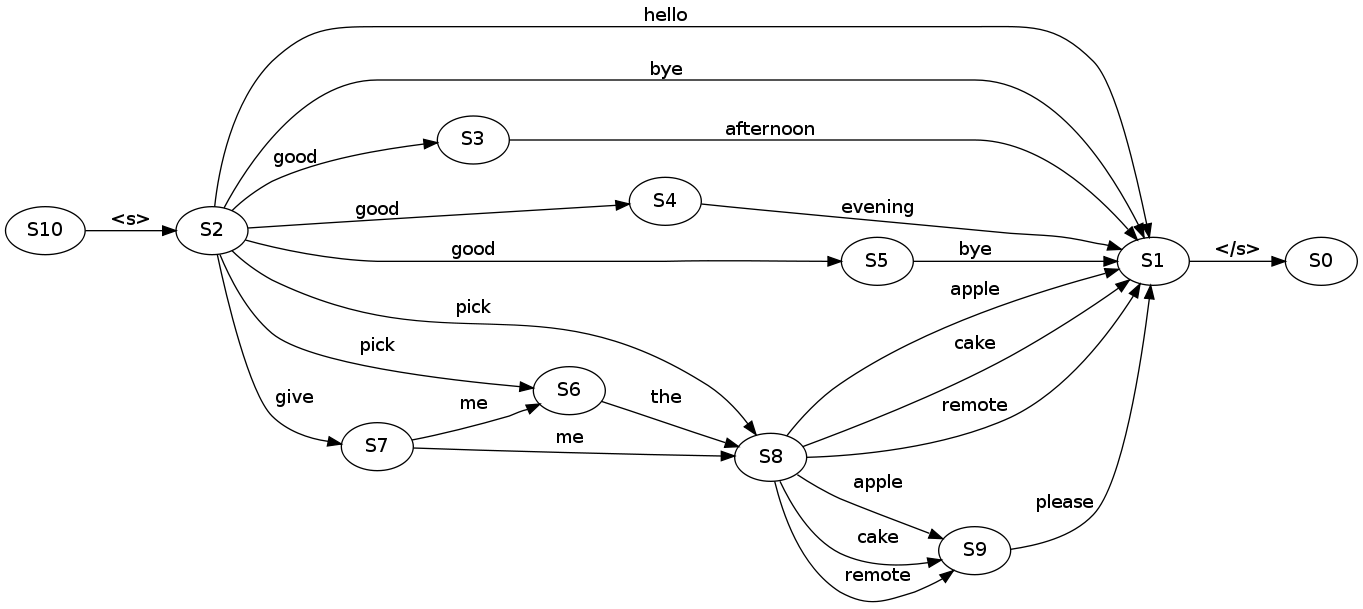 hello
bye
S3
afternoon
good
S4
good
evening
S10
<s>
S2
good
S5
bye
S1
</s>
S0
apple
pick
cake
pick
S6
the
give
me
remote
S7
me
S8
apple
please
cake
S9
remote